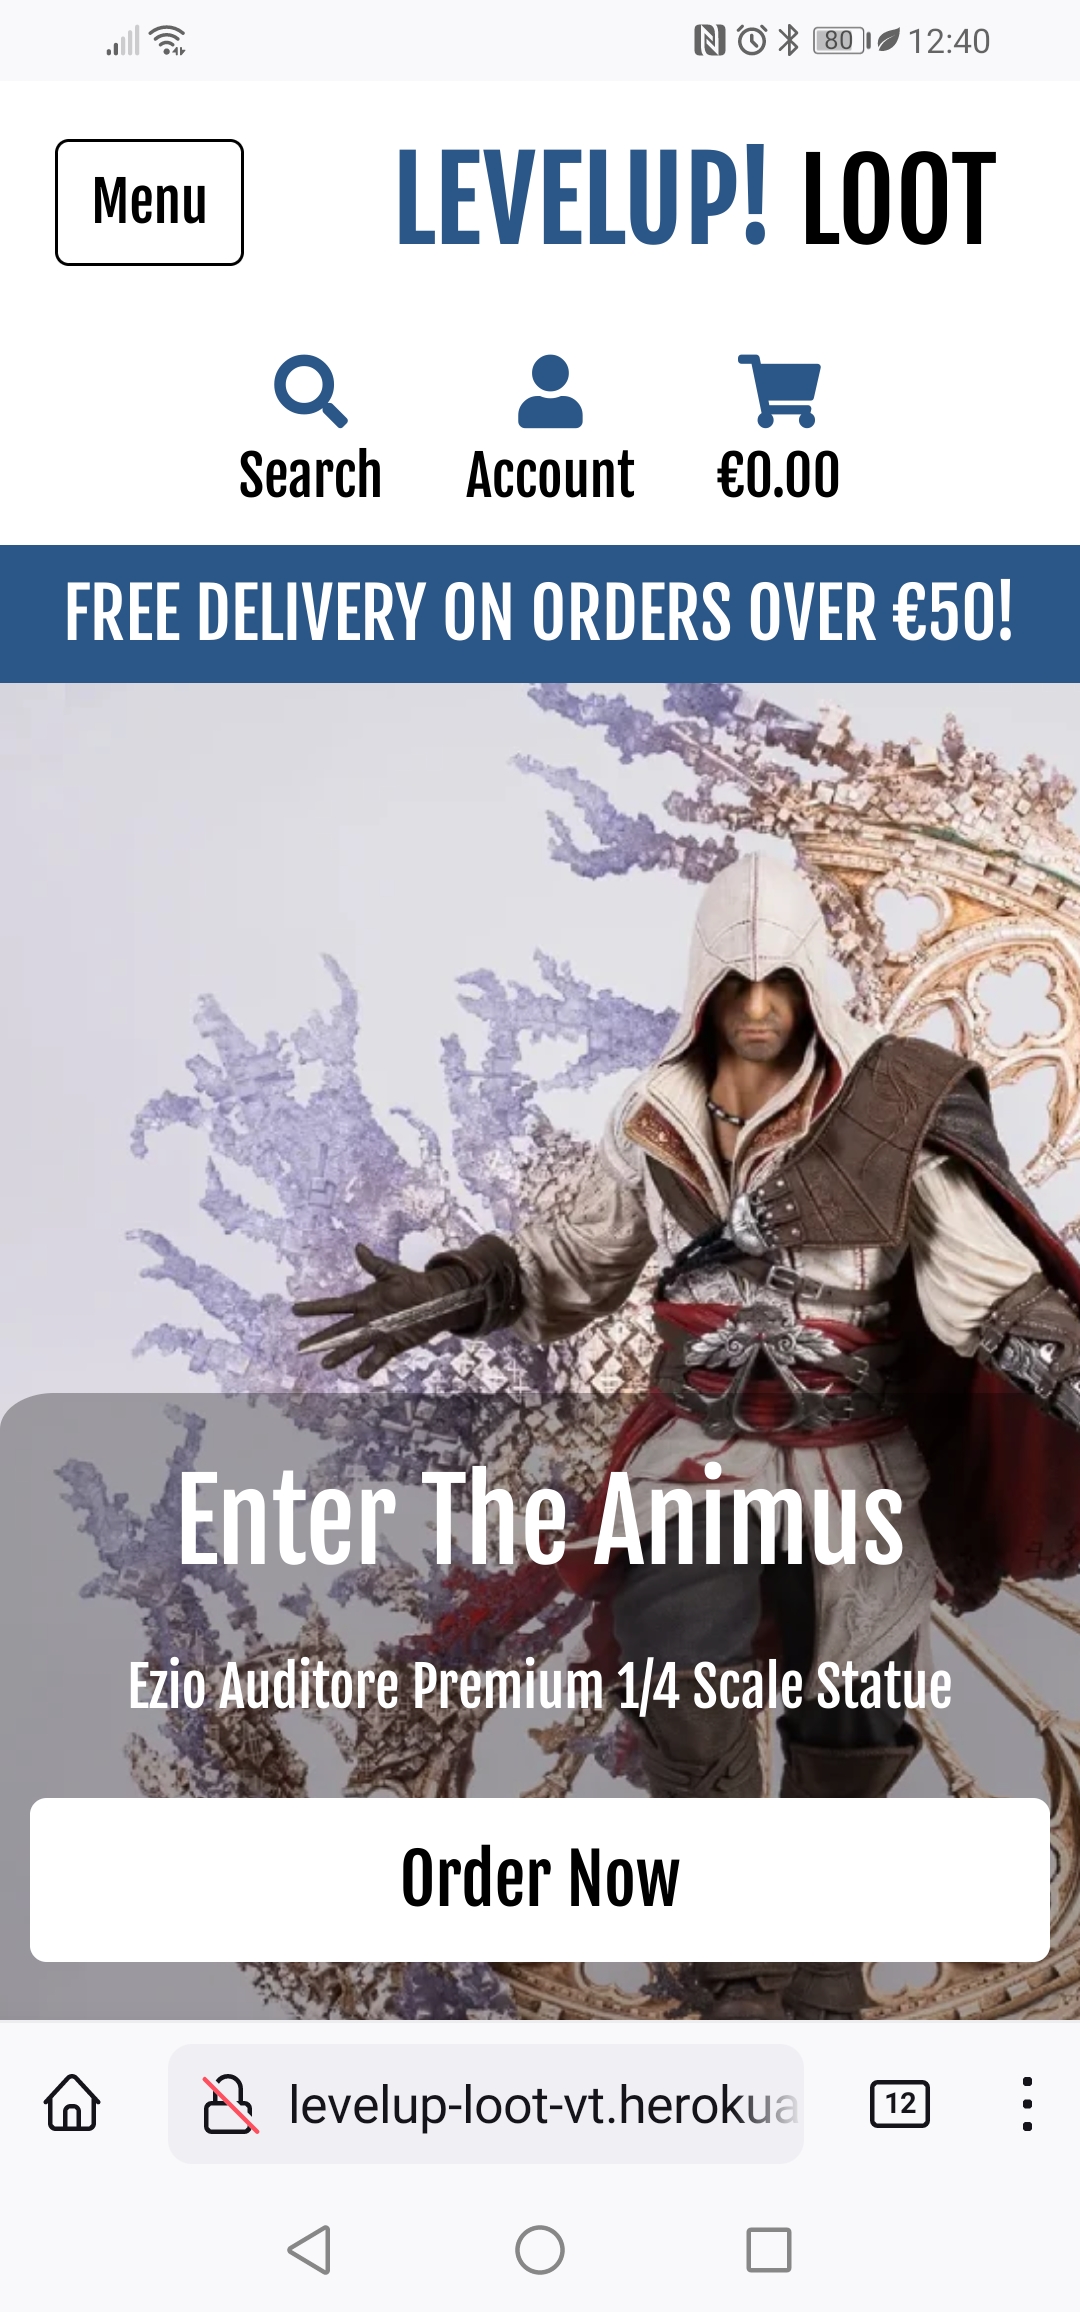 80 12:40
Menu
LEVELUP! LOOT
Search Account €0.00
FREE DELIVERY ON ORDERS OVER €50!
Enter The Animus
Ezio Auditore Premium 1/4 Scale Statue
Order Now
levelup-loot-vt.herokua
12